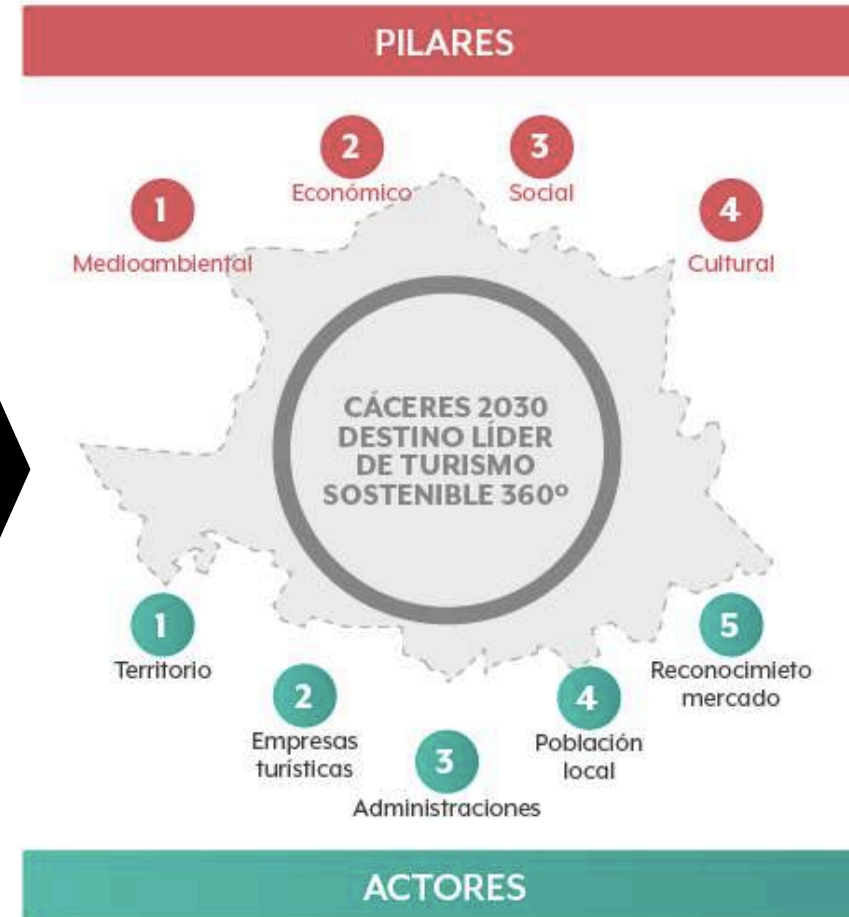 PILARES
1
Medioambiental
2
Económico
3
Social
4
Cultural
CÁCERES 2030
DESTINO LÍDER
DE TURISMO
SOSTENIBLE 360º
1
Territorio
2
Empresas
turísticas
3
Administraciones
4
Población
local
5
Reconocimieto
mercado
ACTORES